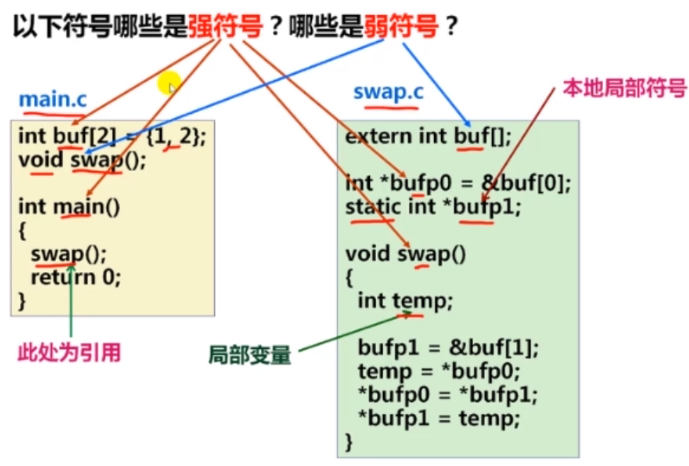 以下符号哪些是强符号？哪些是弱符号？
main.c
int buf[2] = {1, 2};
void swap();
int main()
{
swap();
return 0;
}
此处为引用
局部变量
swap.c
本地局部符号
extern int buf[];
int *bufp0 = &buf[0];
static int *bufp1;
void swap()
{
int temp;
bufp1 = &buf[1];
temp = *bufp0;
*bufp0 = *bufp1;
*bufp1 = temp;
}